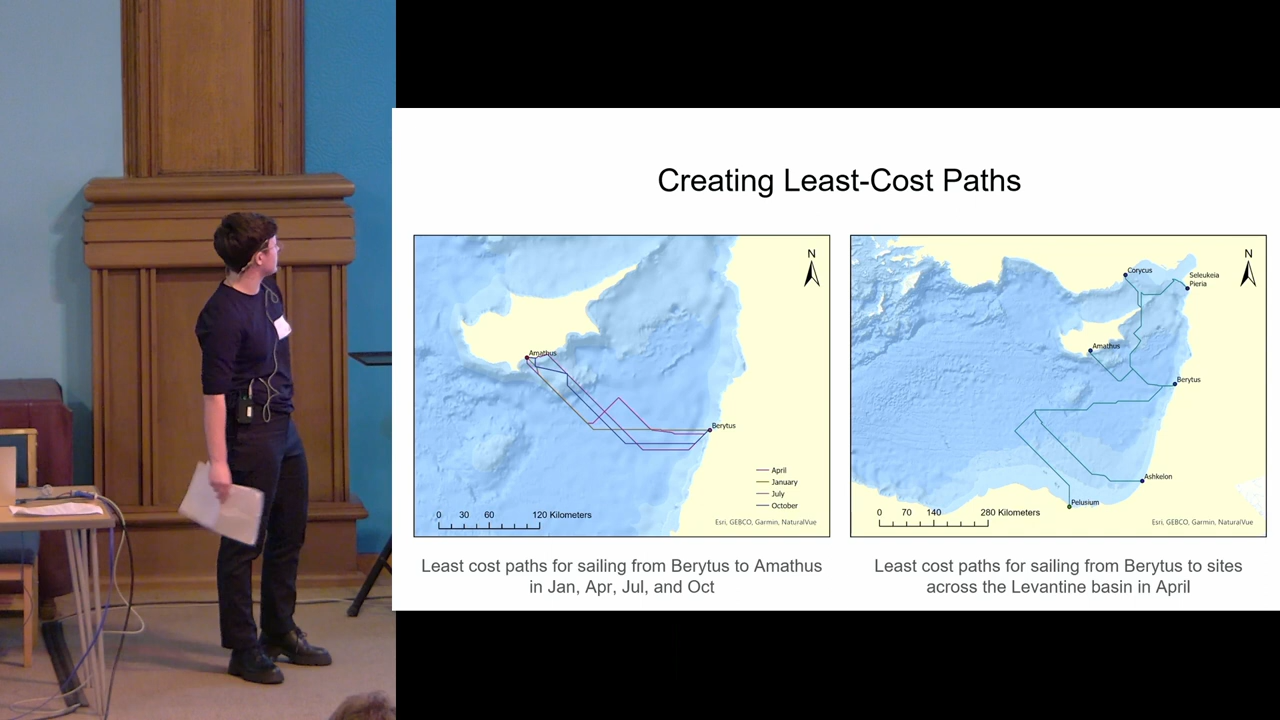 Creating Least-Cost Paths
N
Amathus
Berytus
April
January
July
October
0 30 60 120 Kilometers
Esri, GEBCO, Garmin, NaturalVue
Least cost paths for sailing from Berytus to Amathus
in Jan, Apr, Jul, and Oct
N
Corycus
Seleukeia
Pieria
Amathus
Berytus
Ashkelon
Pelusium
0 70 140 280 Kilometers
Esri, GEBCO, Garmin, NaturalVue
Least cost paths for sailing from Berytus to sites
across the Levantine basin in April